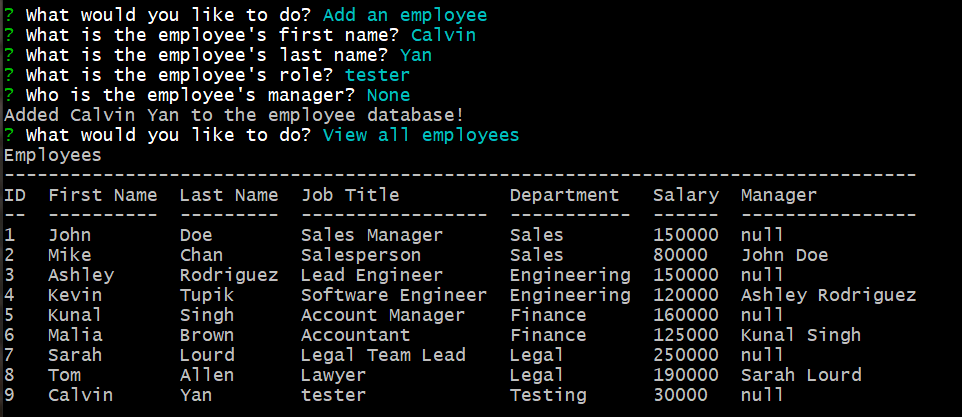 ? What would you like to do? Add an employee
? What is the employee's first name? Calvin
? What is the employee's last name? Yan
? What is the employee's role? tester
? Who is the employee's manager? None
Added Calvin Yan to the employee database!
? What would you like to do? View all employees
Employees
-----------------------------------------------------------------------------------
ID  First Name  Last Name  Job Title          Department   Salary  Manager
--  ----------  ---------  -----------------  -----------  ------  ----------------
1   John        Doe        Sales Manager      Sales        150000  null
2   Mike        Chan       Salesperson        Sales        80000   John Doe
3   Ashley      Rodriguez  Lead Engineer      Engineering  150000  null
4   Kevin       Tupik      Software Engineer  Engineering  120000  Ashley Rodriguez
5   Kunal       Singh      Account Manager    Finance      160000  null
6   Malia       Brown      Accountant         Finance      125000  Kunal Singh
7   Sarah       Lourd      Legal Team Lead    Legal        250000  null
8   Tom         Allen      Lawyer             Legal        190000  Sarah Lourd
9   Calvin      Yan        tester             Testing      30000   null